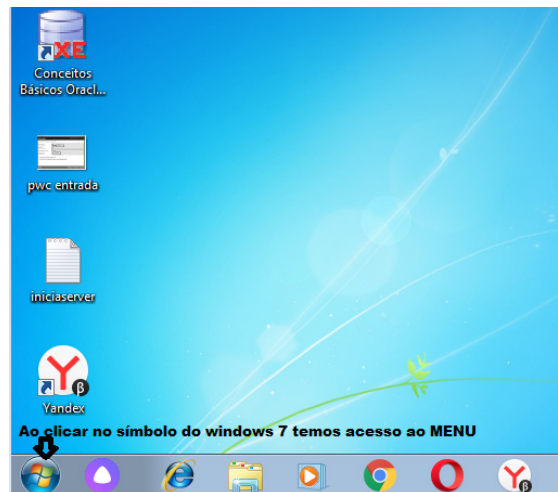 XE
Conceitos
Básicos Oracl...
pwc entrada
iniciaserver
Y
β
Yandex
Ao clicar no símbolo do windows 7 temos acesso ao MENU
Y
β